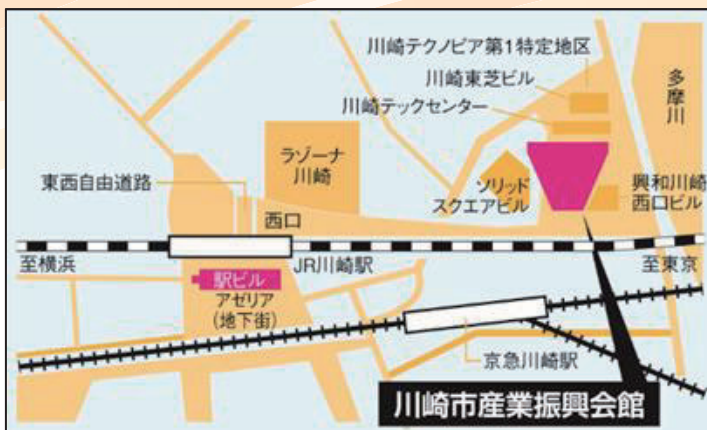 川崎テクノピア第1特定地区
川崎東芝ビル
川崎テックセンター
多摩川
ラゾーナ
川崎
東西自由道路
西口
ソリッド
スクエアビル
興和川崎
西口ビル
至横浜
JR川崎駅
至東京
駅ビル
アゼリア
(地下街)
京急川崎駅
川崎市産業振興会館